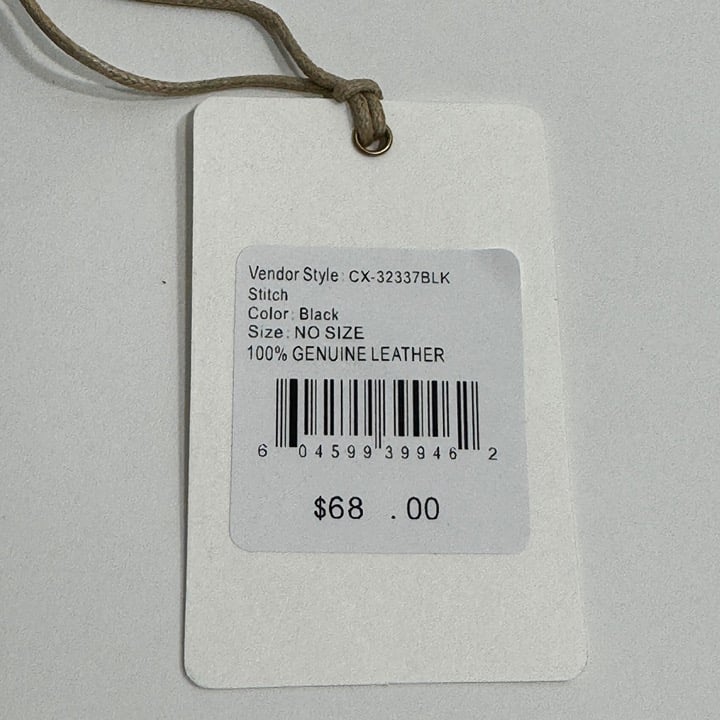 Vendor Style: CX-32337BLK
Stitch
Color: Black
Size: NO SIZE
100% GENUINE LEATHER
6 04599 39946 2
$68 .00